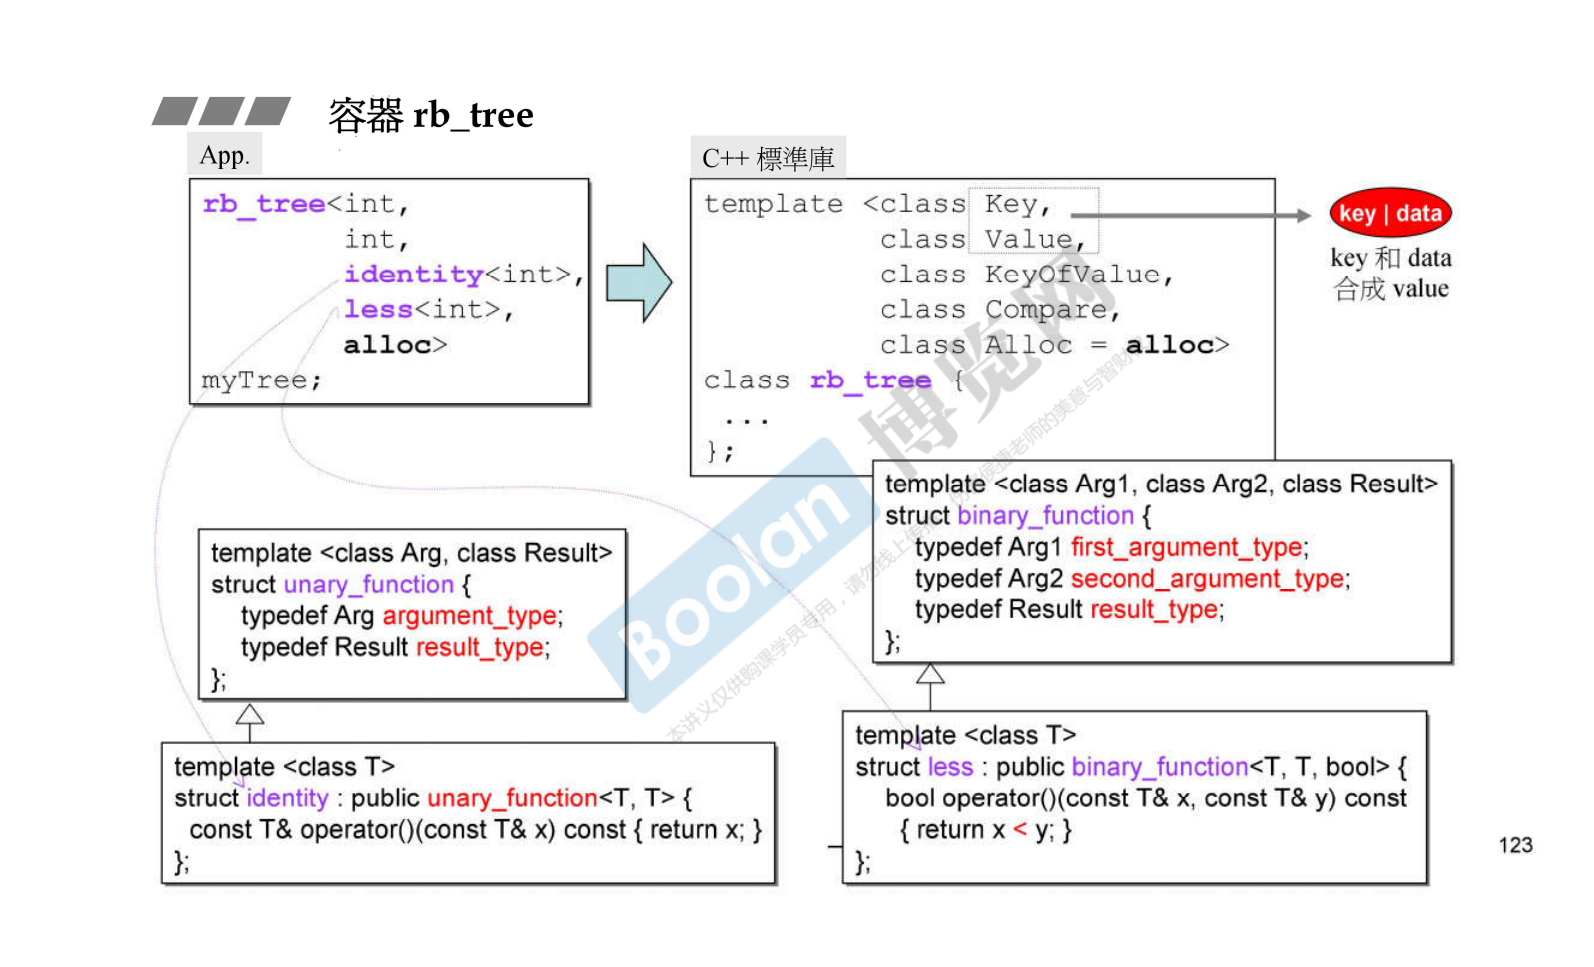 容器 rb_tree
App.
rb_tree<int,
int,
identity<int>,
less<int>,
alloc>
myTree;
C++ 標準庫
template <class Key,
class Value,
class KeyOfValue,
class Compare,
class Alloc = alloc>
class rb_tree {
...
};
key | data
key 和 data
合成 value
template <class Arg1, class Arg2, class Result>
struct binary_function {
typedef Arg1 first_argument_type;
typedef Arg2 second_argument_type;
typedef Result result_type;
};
template <class Arg, class Result>
struct unary_function {
typedef Arg argument_type;
typedef Result result_type;
};
template <class T>
struct identity : public unary_function<T, T> {
const T& operator()(const T& x) const { return x; }
};
template <class T>
struct less : public binary_function<T, T, bool> {
bool operator()(const T& x, const T& y) const
{ return x < y; }
};
123
Boolan 博览网
本讲义仅供购课学员专用，请勿线上传播，侯捷老师的美意与智财